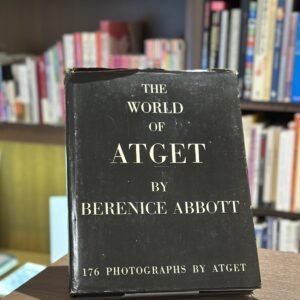 THE
WORLD
OF
ATGET
BY
BERENICE ABBOTT
176 PHOTOGRAPHS BY ATGET